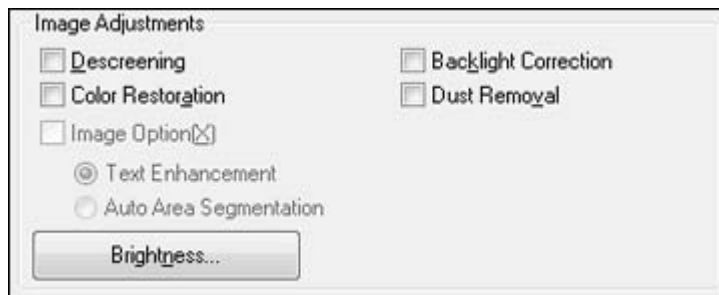 Image Adjustments
Descreening
Backlight Correction
Color Restoration
Dust Removal
Image Option(X)
Text Enhancement
Auto Area Segmentation
Brightness...